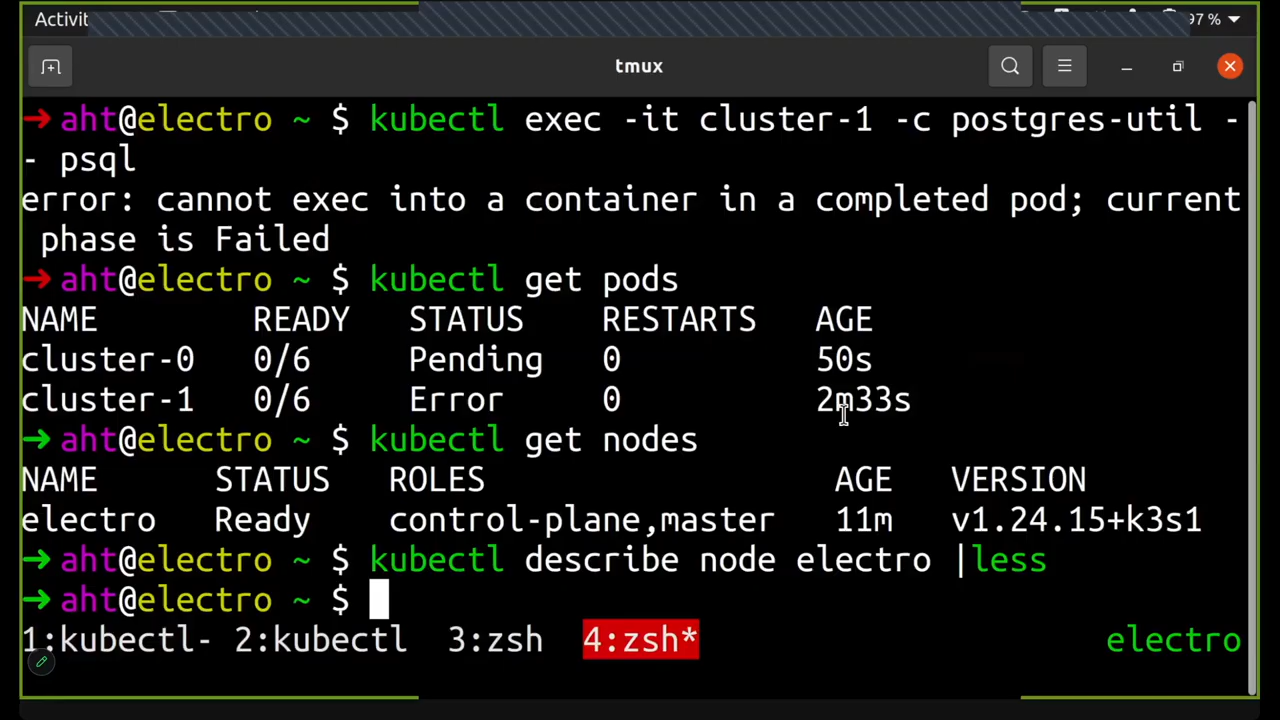 Activit
97 %
tmux
➜ aht@electro ~ $ kubectl exec -it cluster-1 -c postgres-util -
- psql
error: cannot exec into a container in a completed pod; current
 phase is Failed
➜ aht@electro ~ $ kubectl get pods
NAME        READY   STATUS    RESTARTS   AGE
cluster-0   0/6     Pending   0          50s
cluster-1   0/6     Error     0          2m33s
➜ aht@electro ~ $ kubectl get nodes
NAME      STATUS   ROLES                  AGE   VERSION
electro   Ready    control-plane,master   11m   v1.24.15+k3s1
➜ aht@electro ~ $ kubectl describe node electro |less
➜ aht@electro ~ $
1:kubectl- 2:kubectl  3:zsh  4:zsh* electro